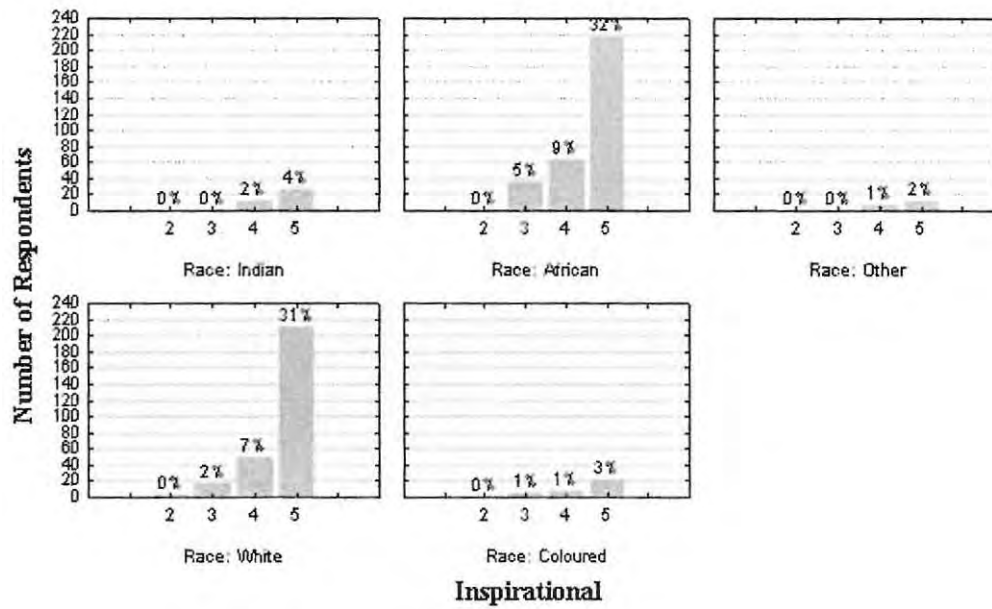 240
220
200
180
160
140
120
100
80
60
40
20
0
Number of Respondents
0% 0% 2% 4%
2 3 4 5
Race: Indian
0% 5% 9% 32%
2 3 4 5
Race: African
0% 0% 1% 2%
2 3 4 5
Race: Other
240
220
200
180
160
140
120
100
80
60
40
20
0
0% 2% 7% 31%
2 3 4 5
Race: White
0% 1% 1% 3%
2 3 4 5
Race: Coloured
Inspirational